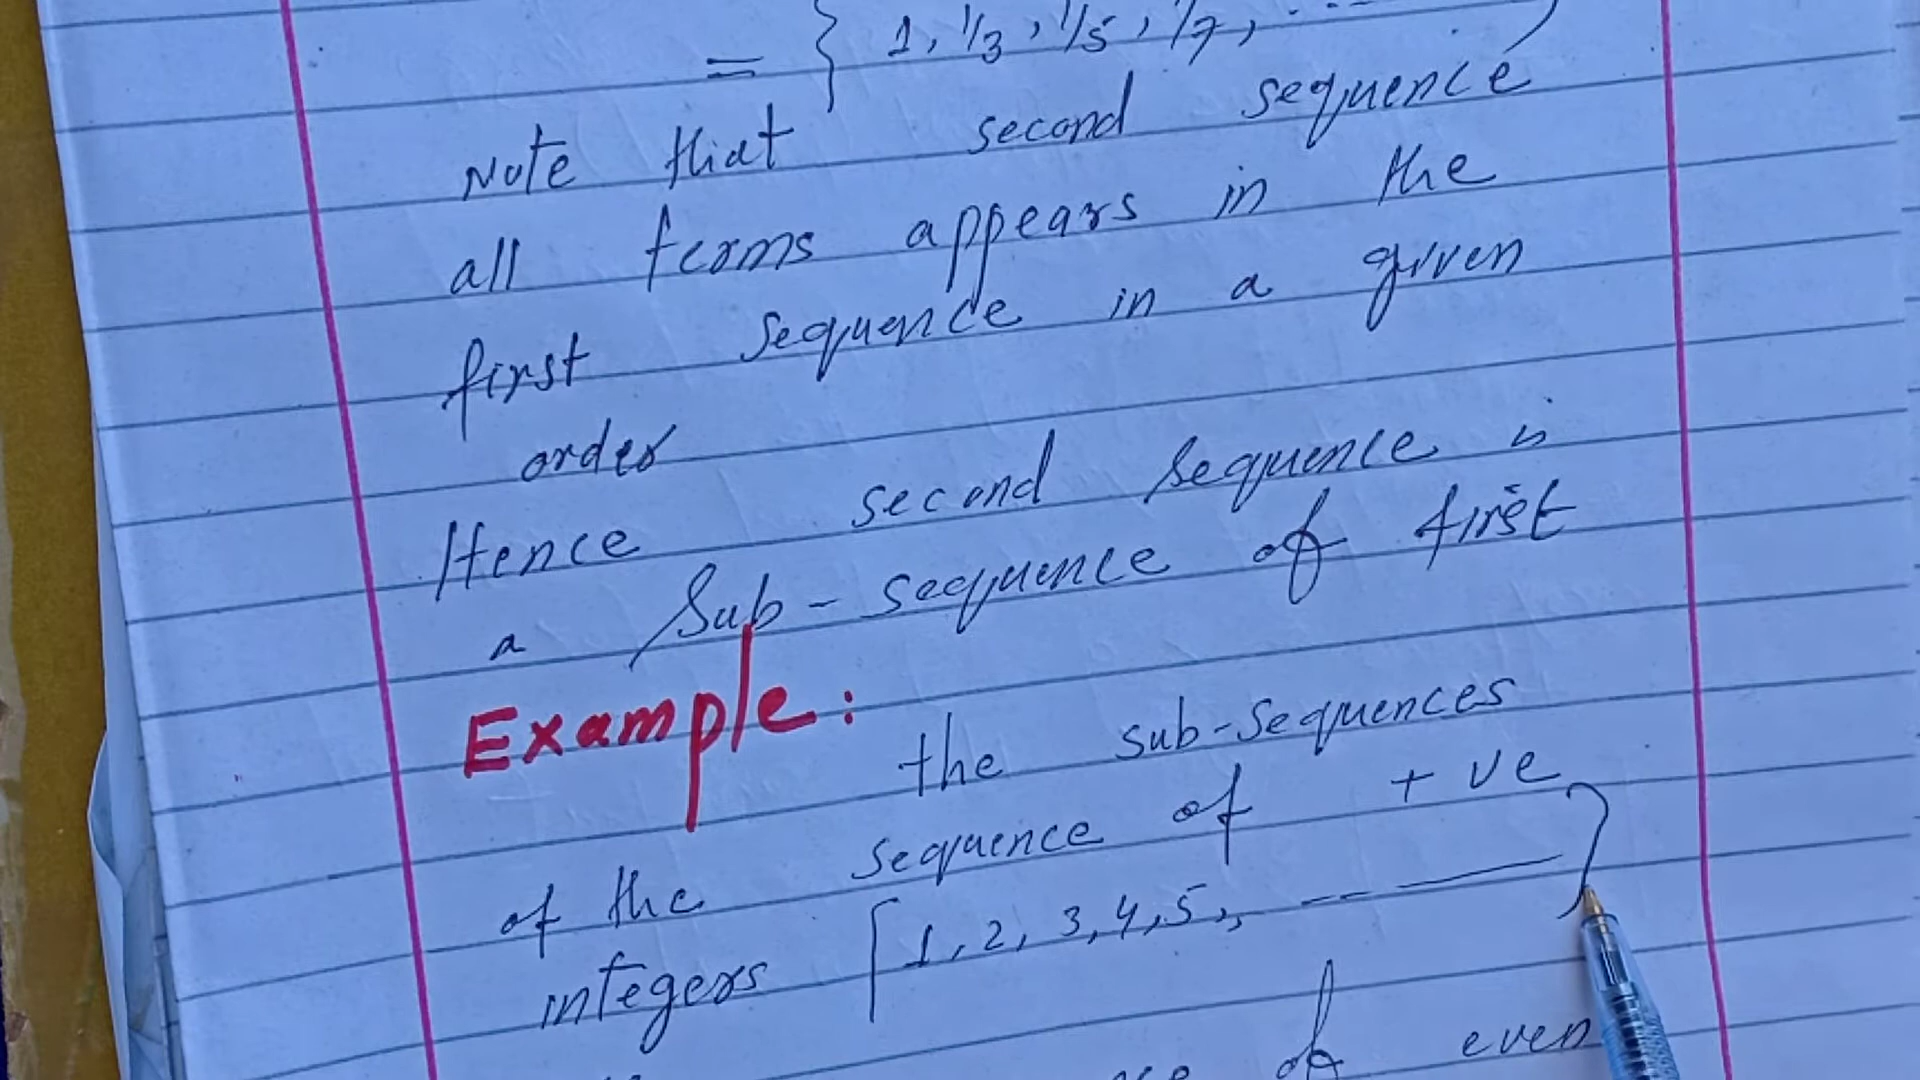 = { 1, 1/3, 1/5, 1/7, ......
Note that second sequence
all terms appears in the
first sequence in a given
order
Hence second sequence is
a Sub-sequence of first
Example:
the sub-sequences
of the sequence of +ve
integers [1, 2, 3, 4, 5, ------ )
of even